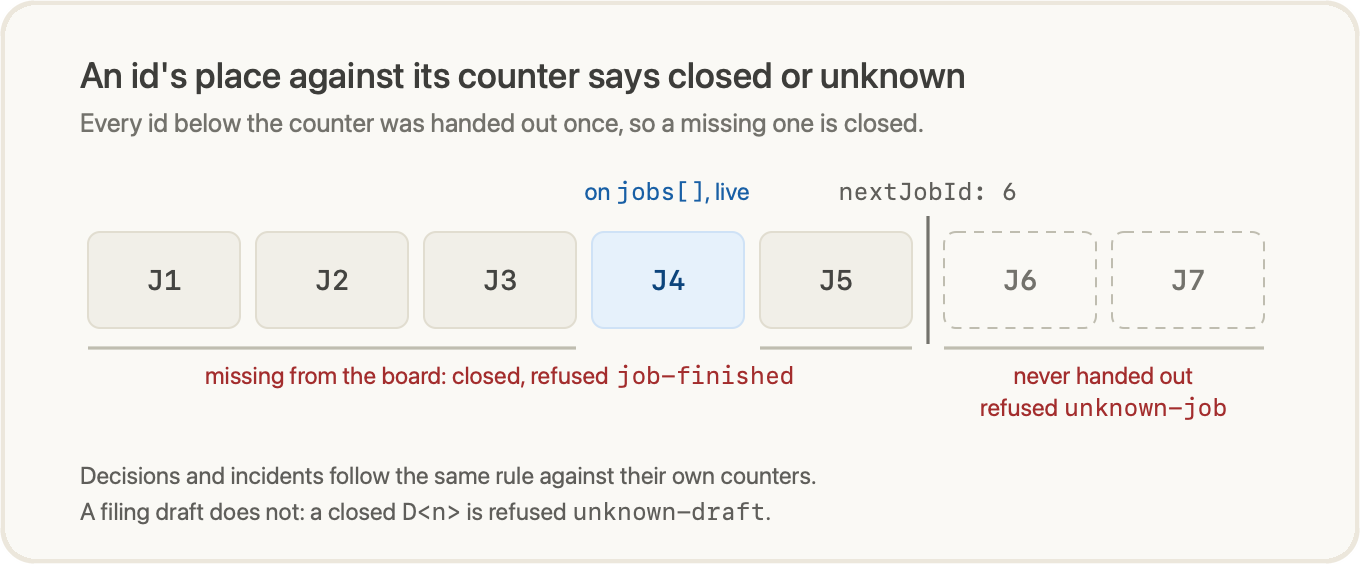 An id's place against its counter says closed or unknown
Every id below the counter was handed out once, so a missing one is closed.
on jobs[], live
nextJobId: 6
J1
J2
J3
J4
J5
J6
J7
missing from the board: closed, refused job-finished
never handed out
refused unknown-job
Decisions and incidents follow the same rule against their own counters.
A filing draft does not: a closed D<n> is refused unknown-draft.